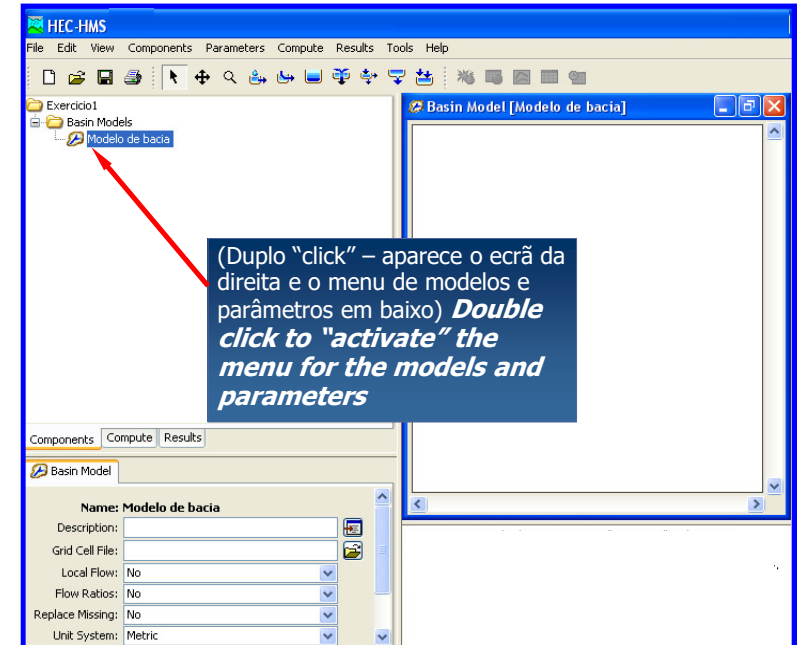 HEC-HMS
File Edit View Components Parameters Compute Results Tools Help
Exercicio1
Basin Models
Modelo de bacia
Basin Model [Modelo de bacia]
(Duplo “click” – aparece o ecrã da
direita e o menu de modelos e
parâmetros em baixo) Double
click to “activate” the
menu for the models and
parameters
Components Compute Results
Basin Model
Name: Modelo de bacia
Description:
Grid Cell File:
Local Flow: No
Flow Ratios: No
Replace Missing: No
Unit System: Metric